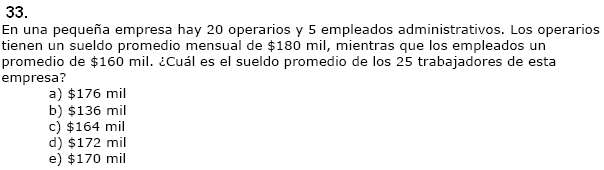 33.
En una pequeña empresa hay 20 operarios y 5 empleados administrativos. Los operarios
tienen un sueldo promedio mensual de $180 mil, mientras que los empleados un
promedio de $160 mil. ¿Cuál es el sueldo promedio de los 25 trabajadores de esta
empresa?
a) $176 mil
b) $136 mil
c) $164 mil
d) $172 mil
e) $170 mil